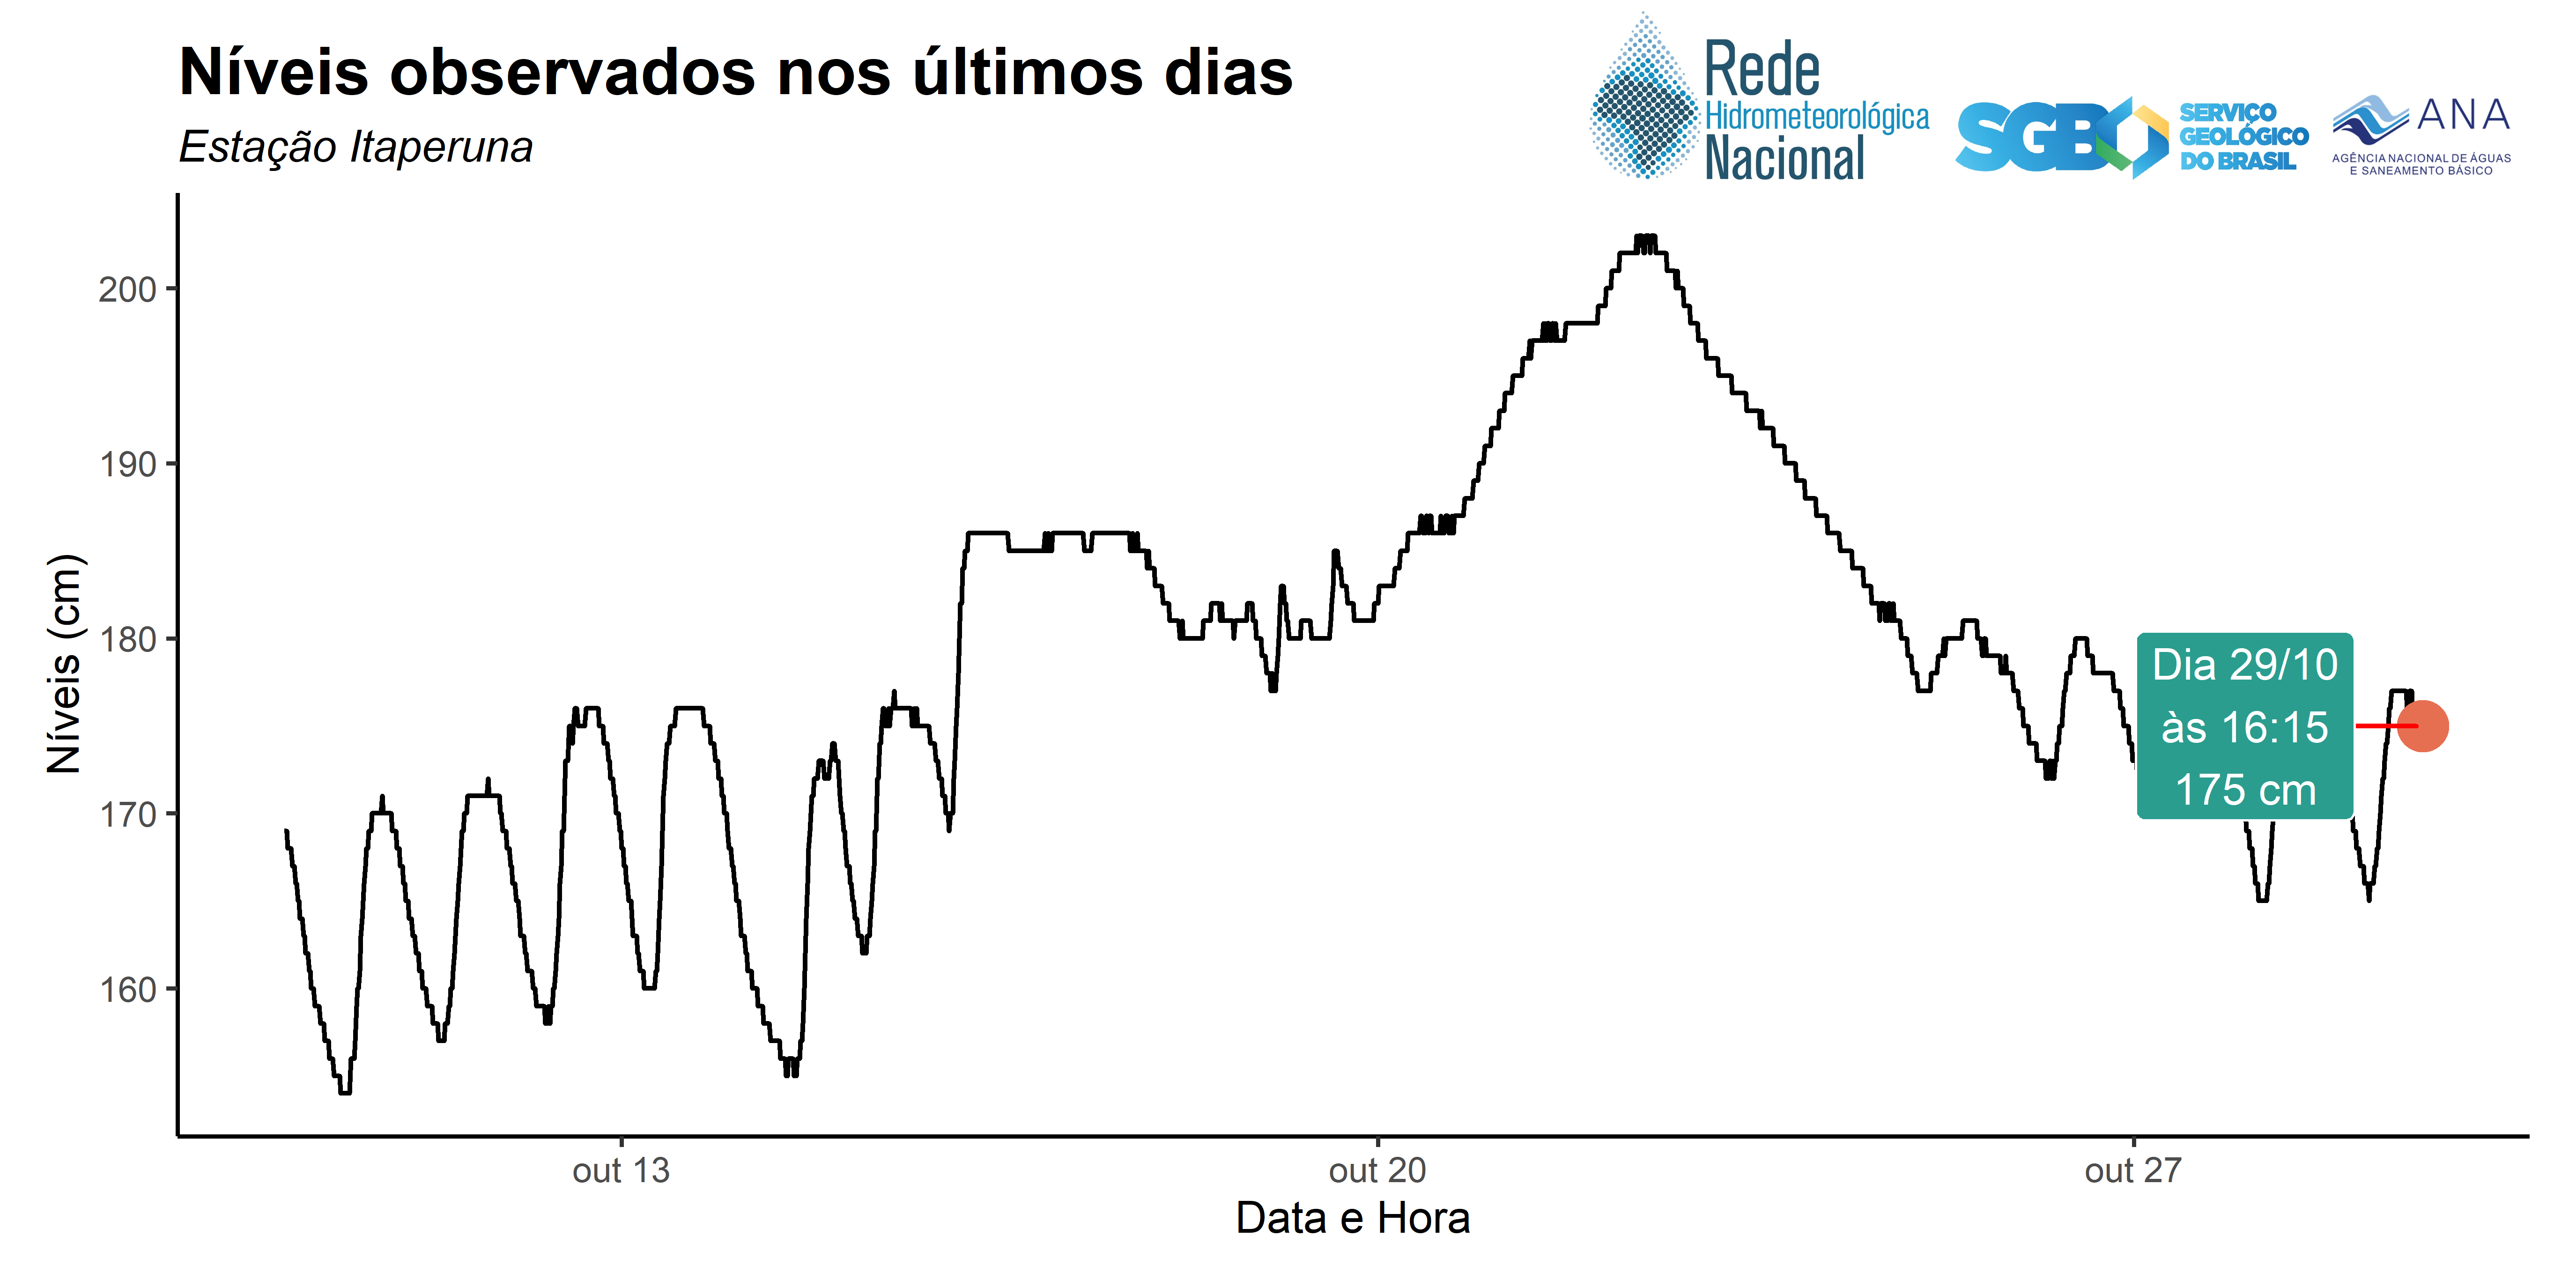 Níveis observados nos últimos dias
Estação Itaperuna
Rede
Hidrometeorológica
Nacional
SGB
SERVIÇO
GEOLÓGICO
DO BRASIL
ANA
AGÊNCIA NACIONAL DE ÁGUAS
E SANEAMENTO BÁSICO
Níveis (cm)
200
190
180
170
160
Dia 29/10
às 16:15
175 cm
out 13
out 20
out 27
Data e Hora